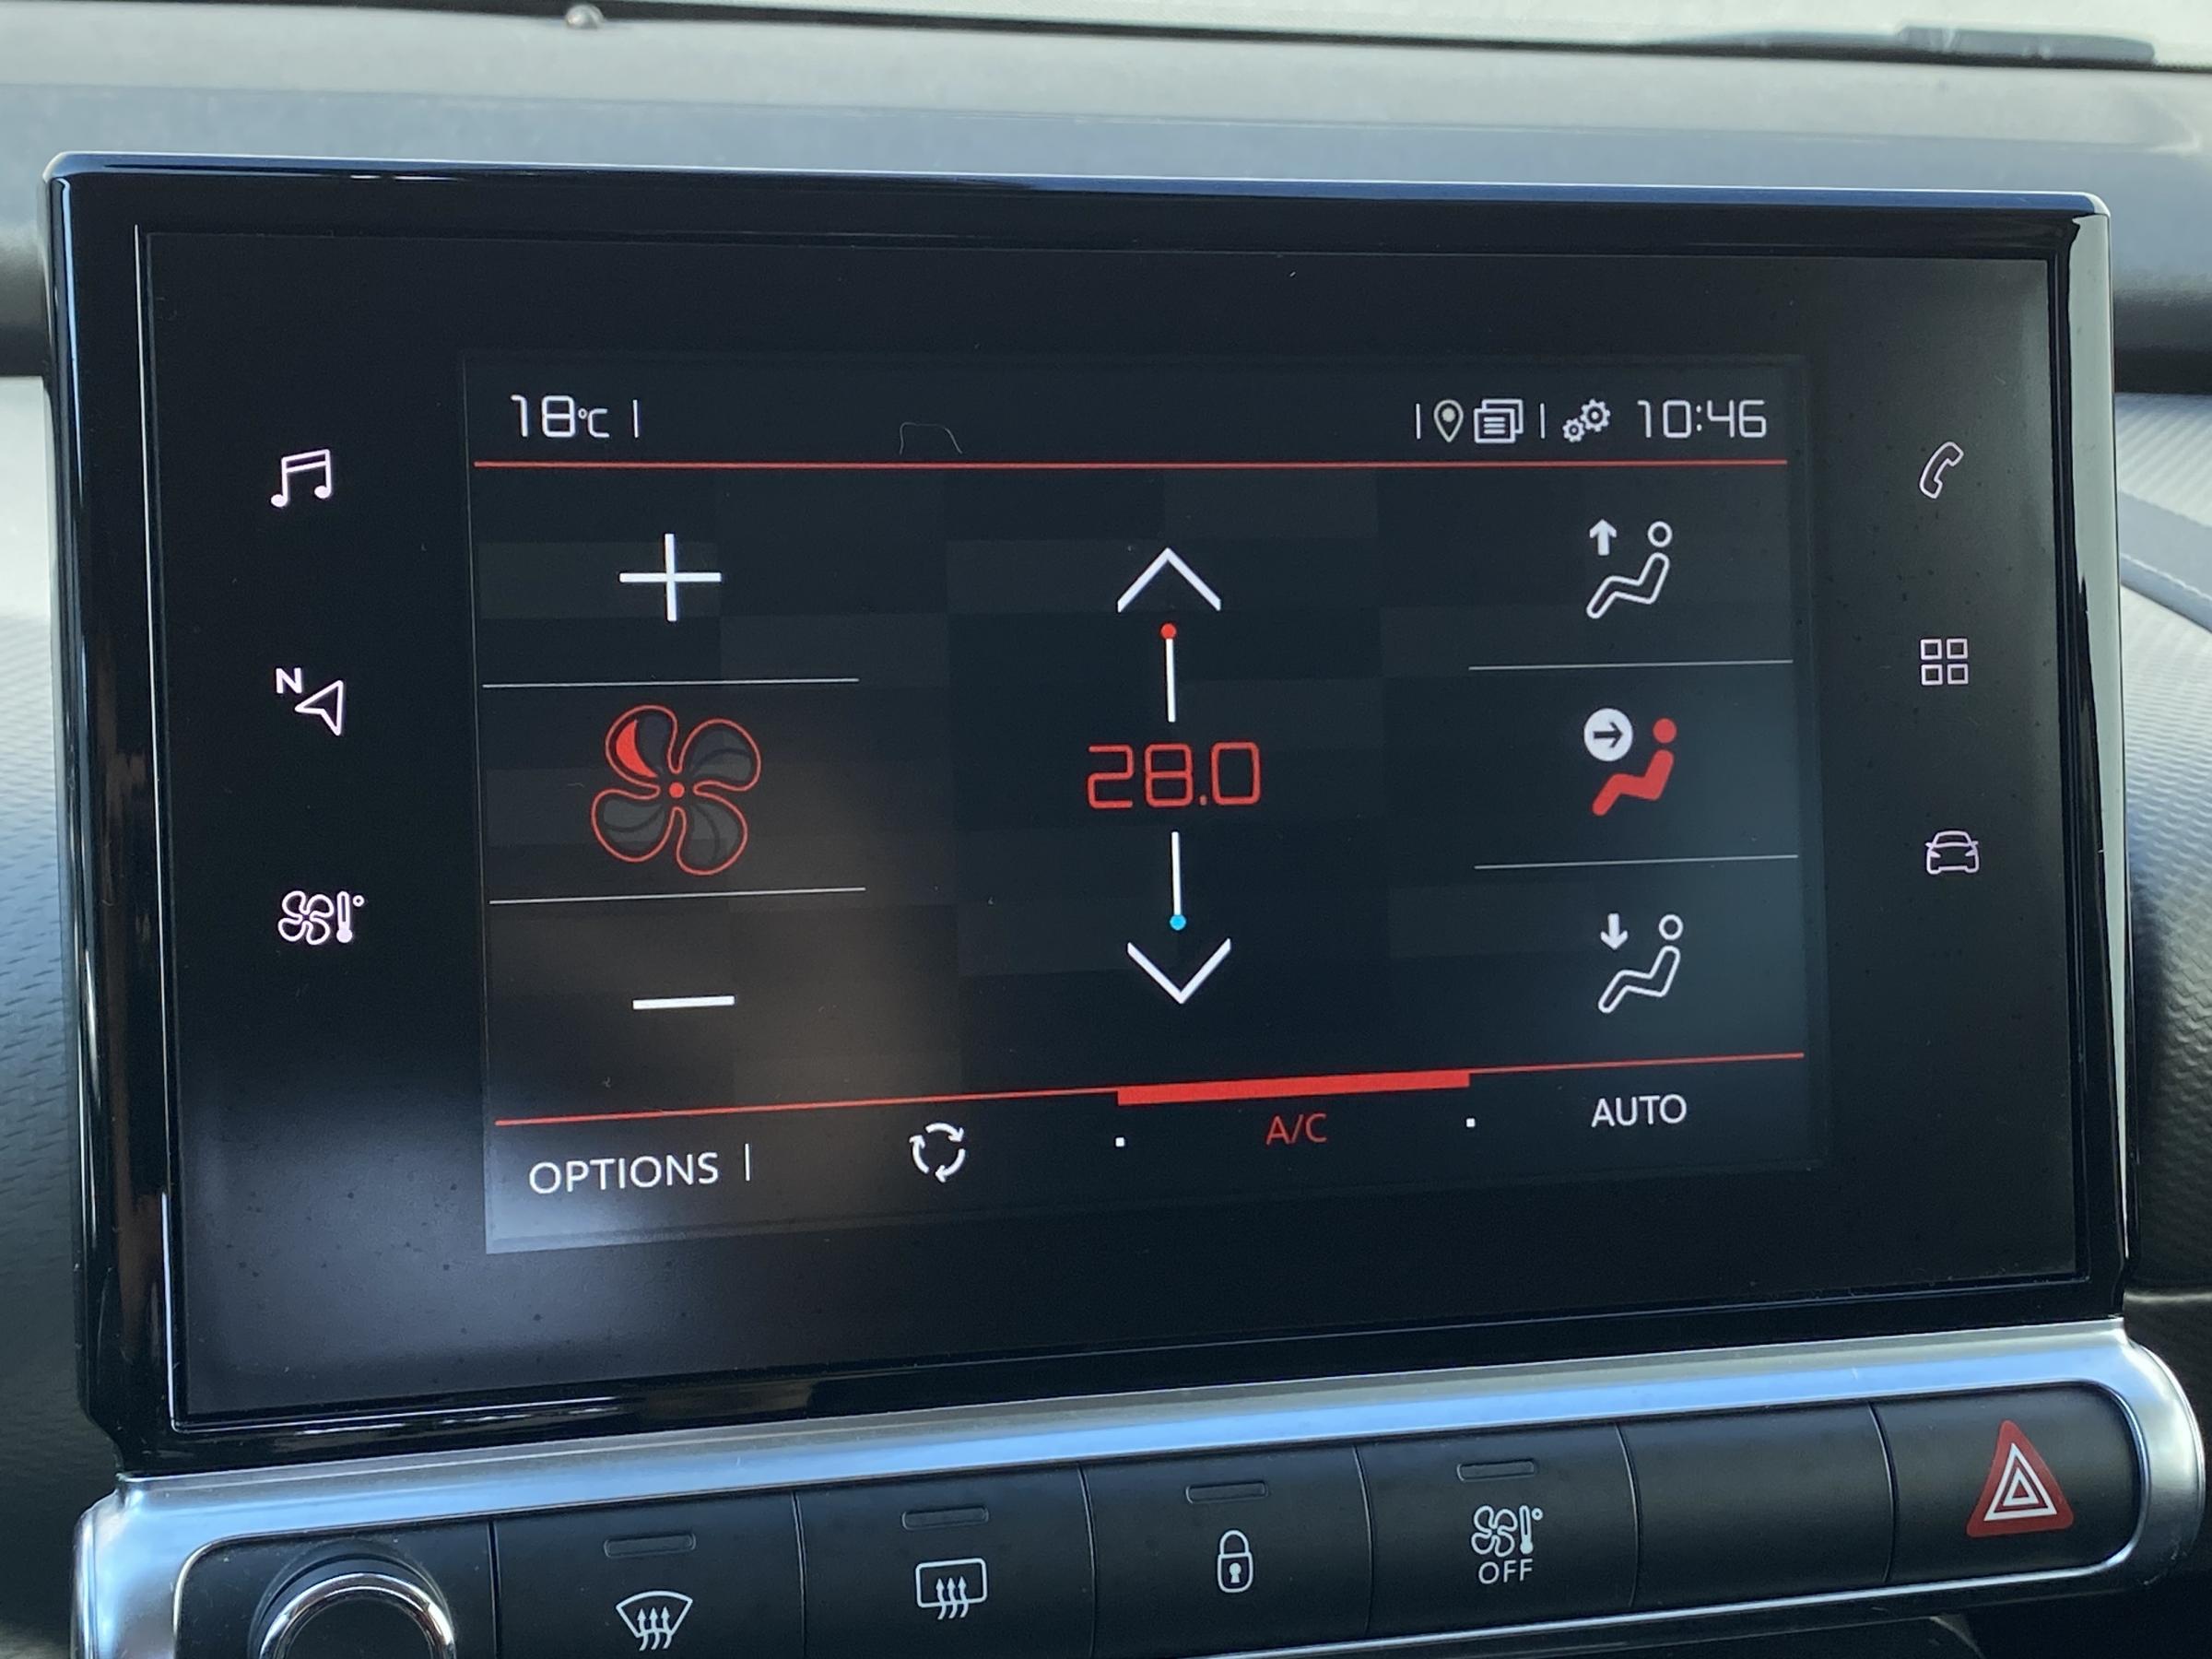 18°C
10:46
N
28.0
OPTIONS
A/C
AUTO
OFF